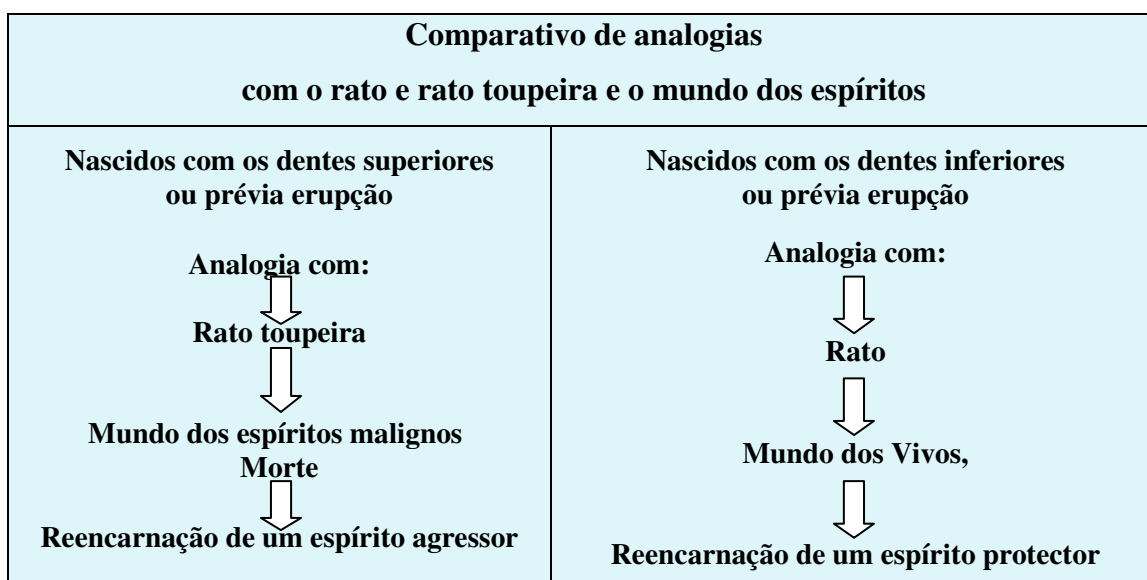 Comparativo de analogias
com o rato e rato toupeira e o mundo dos espíritos
Nascidos com os dentes superiores
ou prévia erupção
Analogia com:
Rato toupeira
Mundo dos espíritos malignos
Morte
Reencarnação de um espírito agressor
Nascidos com os dentes inferiores
ou prévia erupção
Analogia com:
Rato
Mundo dos Vivos,
Reencarnação de um espírito protector